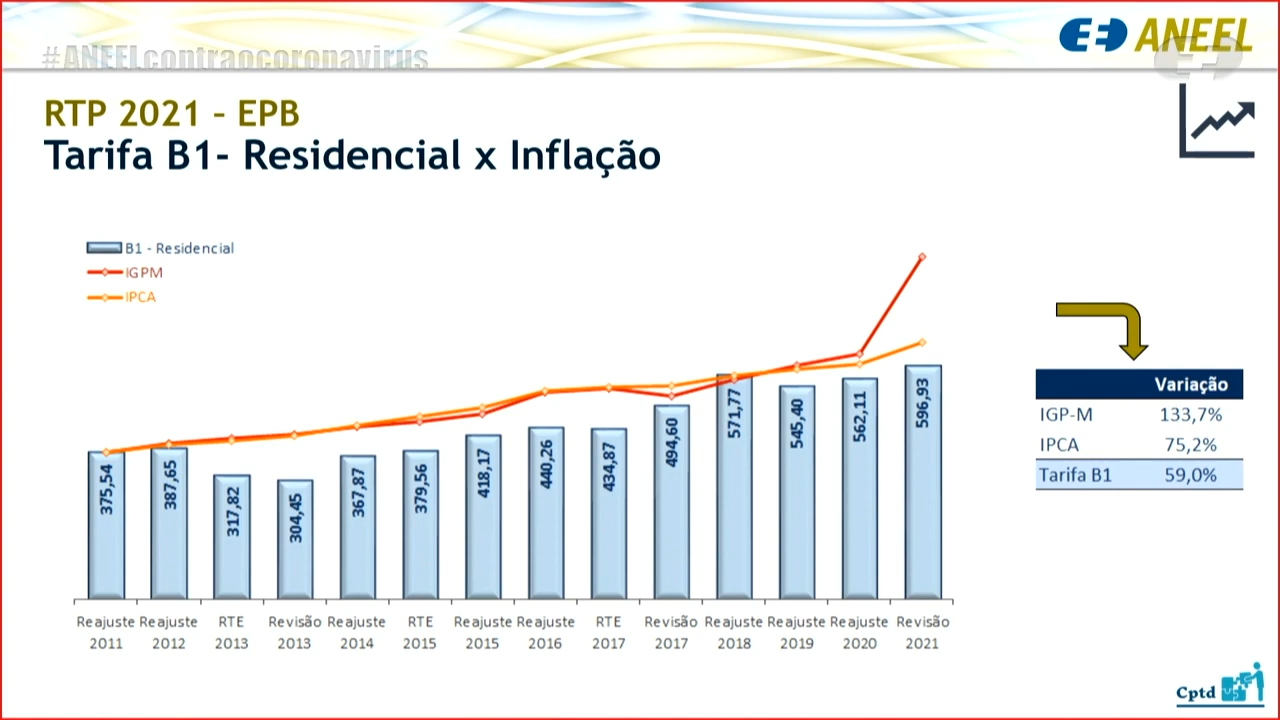 #ANEELcontraocoronavirus
ANEEL
RTP 2021 – EPB
Tarifa B1- Residencial x Inflação
B1 - Residencial
IGPM
IPCA
375,54
387,65
317,82
304,45
367,87
379,56
418,17
440,26
434,87
494,60
571,77
545,40
562,11
596,93
Reajuste 2011
Reajuste 2012
RTE 2013
Revisão 2013
Reajuste 2014
RTE 2015
Reajuste 2015
Reajuste 2016
RTE 2017
Revisão 2017
Reajuste 2018
Reajuste 2019
Reajuste 2020
Revisão 2021
Variação
IGP-M 133,7%
IPCA 75,2%
Tarifa B1 59,0%
Cptd